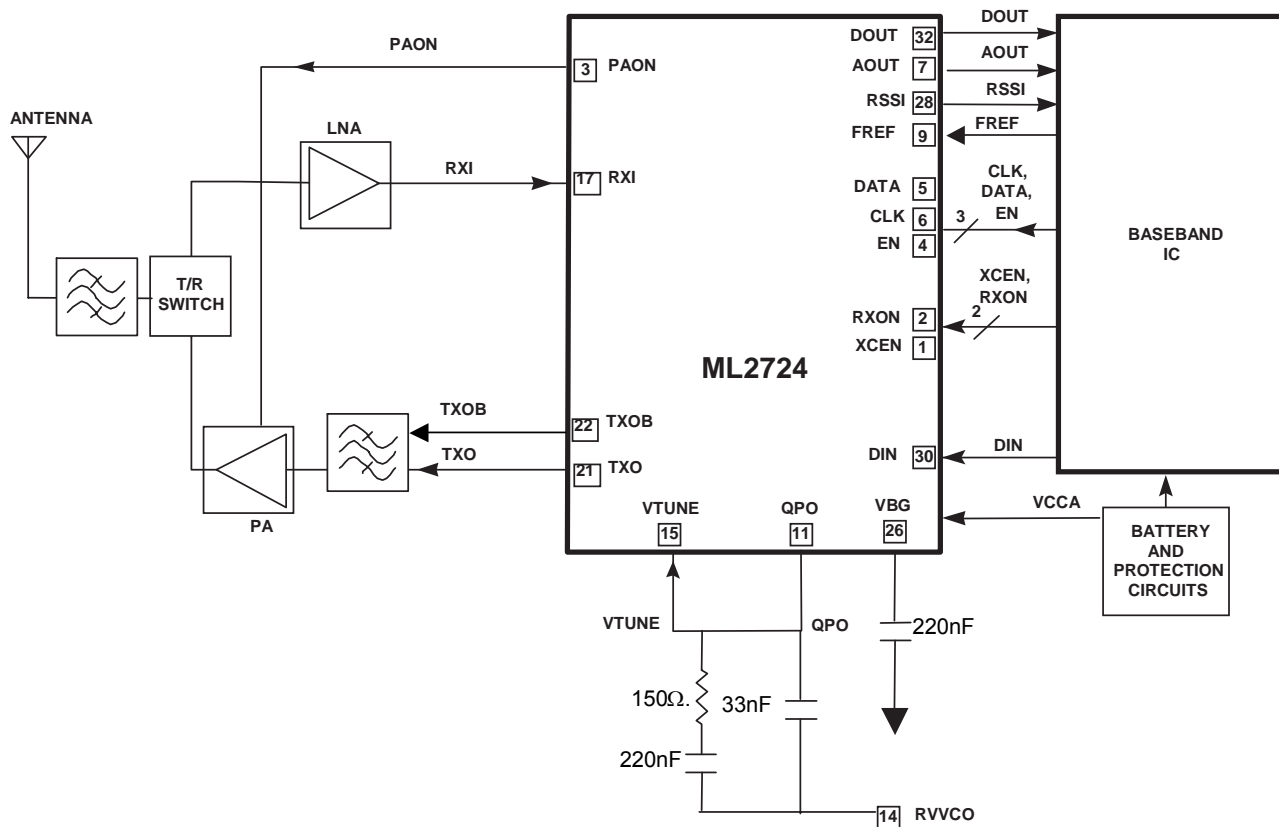 PAON
3 PAON
ANTENNA
LNA
RXI
17 RXI
T/R
SWITCH
TXOB
22 TXOB
TXO
21 TXO
PA
ML2724
DOUT 32
AOUT 7
RSSI 28
FREF 9
DATA 5
CLK 6
EN 4
RXON 2
XCEN 1
DIN 30
DOUT
AOUT
RSSI
FREF
CLK,
DATA,
EN
3
XCEN,
RXON
2
DIN
VCCA
BASEBAND
IC
BATTERY
AND
PROTECTION
CIRCUITS
VTUNE
15
QPO
11
VBG
26
VTUNE
QPO
220nF
150Ω.
33nF
220nF
14 RVVCO